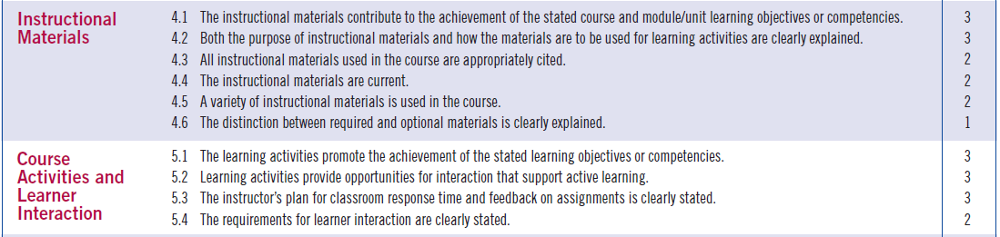 Instructional Materials
4.1 The instructional materials contribute to the achievement of the stated course and module/unit learning objectives or competencies. 3
4.2 Both the purpose of instructional materials and how the materials are to be used for learning activities are clearly explained. 3
4.3 All instructional materials used in the course are appropriately cited. 2
4.4 The instructional materials are current. 2
4.5 A variety of instructional materials is used in the course. 2
4.6 The distinction between required and optional materials is clearly explained. 1
Course Activities and Learner Interaction
5.1 The learning activities promote the achievement of the stated learning objectives or competencies. 3
5.2 Learning activities provide opportunities for interaction that support active learning. 3
5.3 The instructor's plan for classroom response time and feedback on assignments is clearly stated. 3
5.4 The requirements for learner interaction are clearly stated. 2